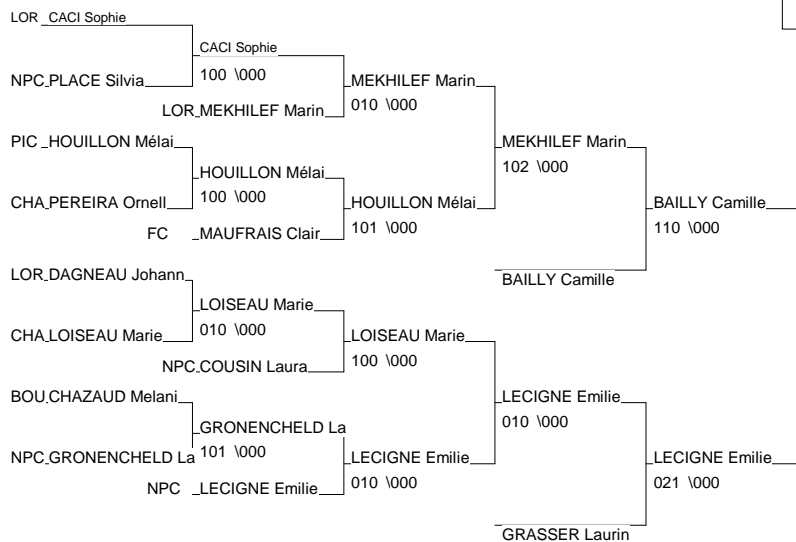 LOR CACI Sophie
CACI Sophie
100 \000
NPC PLACE Silvia
MEKHILEF Marin
010 \000
LOR MEKHILEF Marin
PIC HOUILLON Mélai
MEKHILEF Marin
102 \000
HOUILLON Mélai
100 \000
CHA PEREIRA Ornell
HOUILLON Mélai
101 \000
BAILLY Camille
110 \000
FC MAUFRAIS Clair
LOR DAGNEAU Johann
BAILLY Camille
LOISEAU Marie
010 \000
CHA LOISEAU Marie
LOISEAU Marie
100 \000
NPC COUSIN Laura
BOU CHAZAUD Melani
LECIGNE Emilie
010 \000
GRONENCHELD La
101 \000
NPC GRONENCHELD La
LECIGNE Emilie
010 \000
LECIGNE Emilie
021 \000
NPC LECIGNE Emilie
GRASSER Laurin